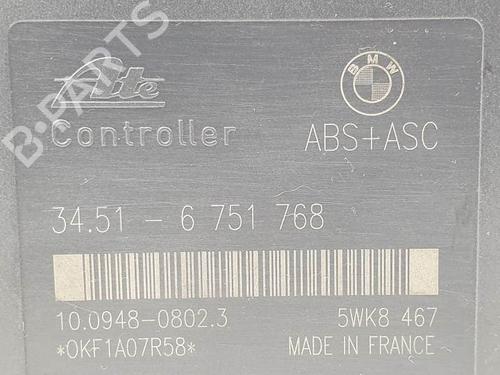 B-PARTS
Ate
BMW
Controller ABS+ASC
34.51 - 6 751 768
10.0948-0802.3 5WK8 467
*OKF1A07R58* MADE IN FRANCE